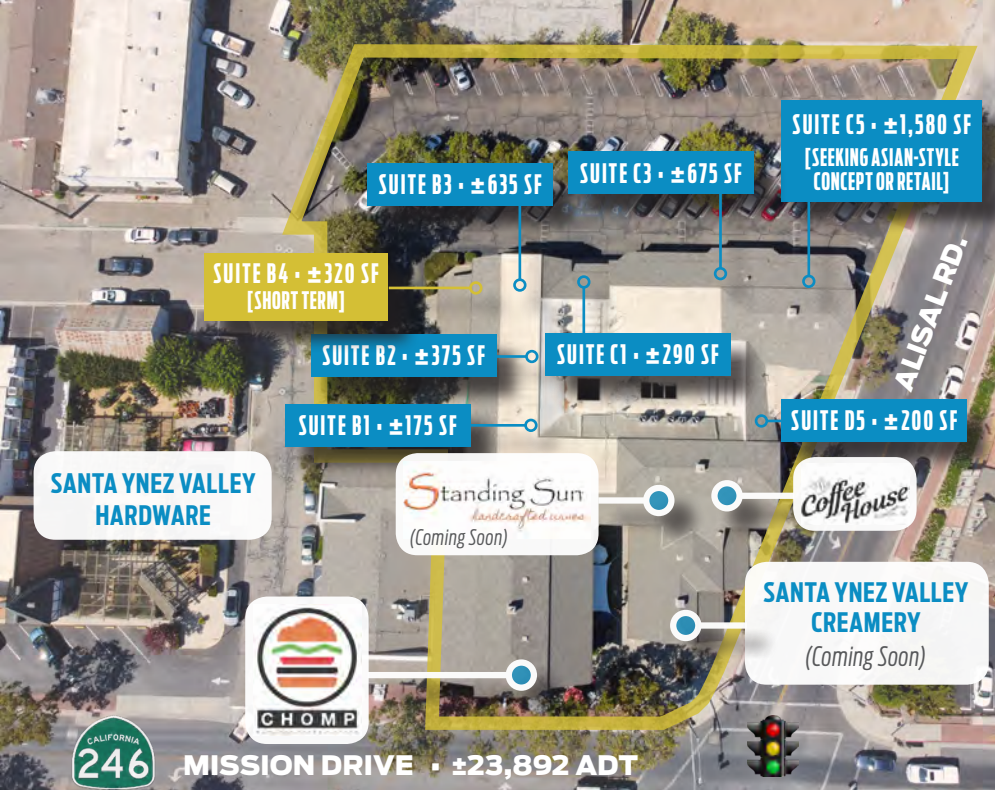 SUITE C5 • ±1,580 SF
[SEEKING ASIAN-STYLE
CONCEPT OR RETAIL]
SUITE B3 • ±635 SF
SUITE C3 • ±675 SF
SUITE B4 • ±320 SF
[SHORT TERM]
ALISAL RD.
SUITE B2 • ±375 SF
SUITE C1 • ±290 SF
SUITE B1 • ±175 SF
SUITE D5 • ±200 SF
SANTA YNEZ VALLEY
HARDWARE
Standing Sun
handcrafted wines
(Coming Soon)
Coffee
House
SANTA YNEZ VALLEY
CREAMERY
(Coming Soon)
CHOMP
CALIFORNIA
246
MISSION DRIVE • ±23,892 ADT